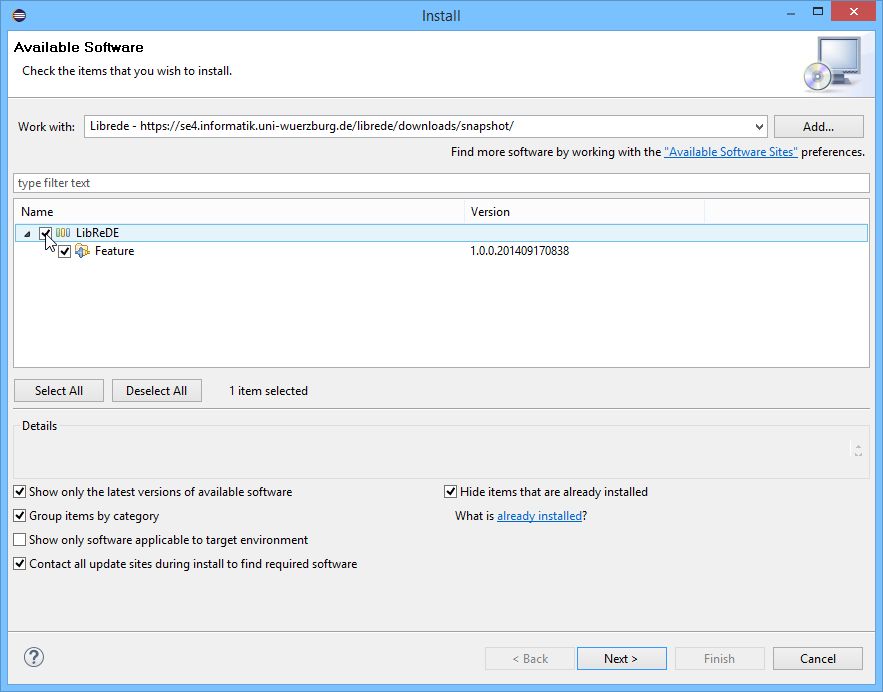 Install
Available Software
Check the items that you wish to install.
Work with: Librede - https://se4.informatik.uni-wuerzburg.de/librede/downloads/snapshot/ Add...
Find more software by working with the "Available Software Sites" preferences.
type filter text
Name Version
LibReDE
Feature 1.0.0.201409170838
Select All Deselect All 1 item selected
Details
Show only the latest versions of available software Hide items that are already installed
Group items by category What is already installed?
Show only software applicable to target environment
Contact all update sites during install to find required software
? < Back Next > Finish Cancel